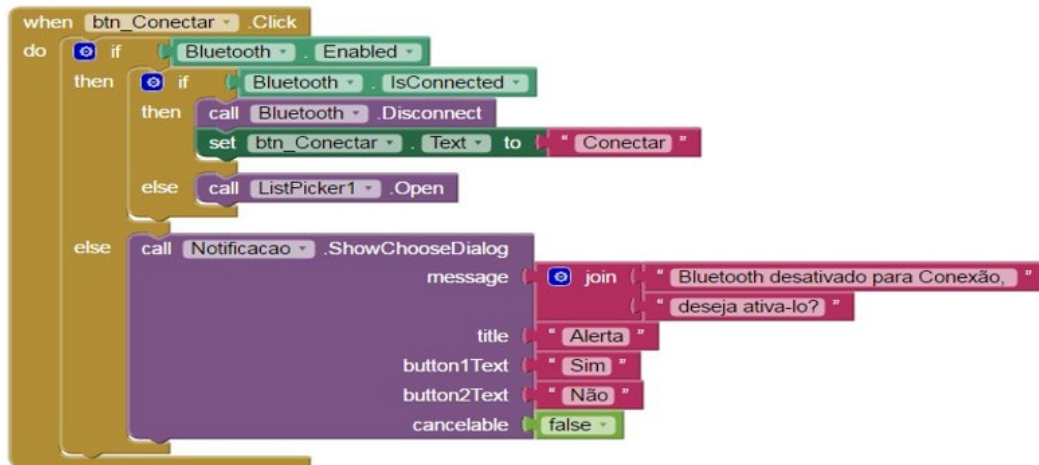 when btn_Conectar .Click
do if Bluetooth . Enabled
then if Bluetooth . IsConnected
then call Bluetooth .Disconnect
set btn_Conectar . Text to " Conectar "
else call ListPicker1 .Open
else call Notificacao .ShowChooseDialog
message join " Bluetooth desativado para Conexão, "
" deseja ativa-lo? "
title " Alerta "
button1Text " Sim "
button2Text " Não "
cancelable false